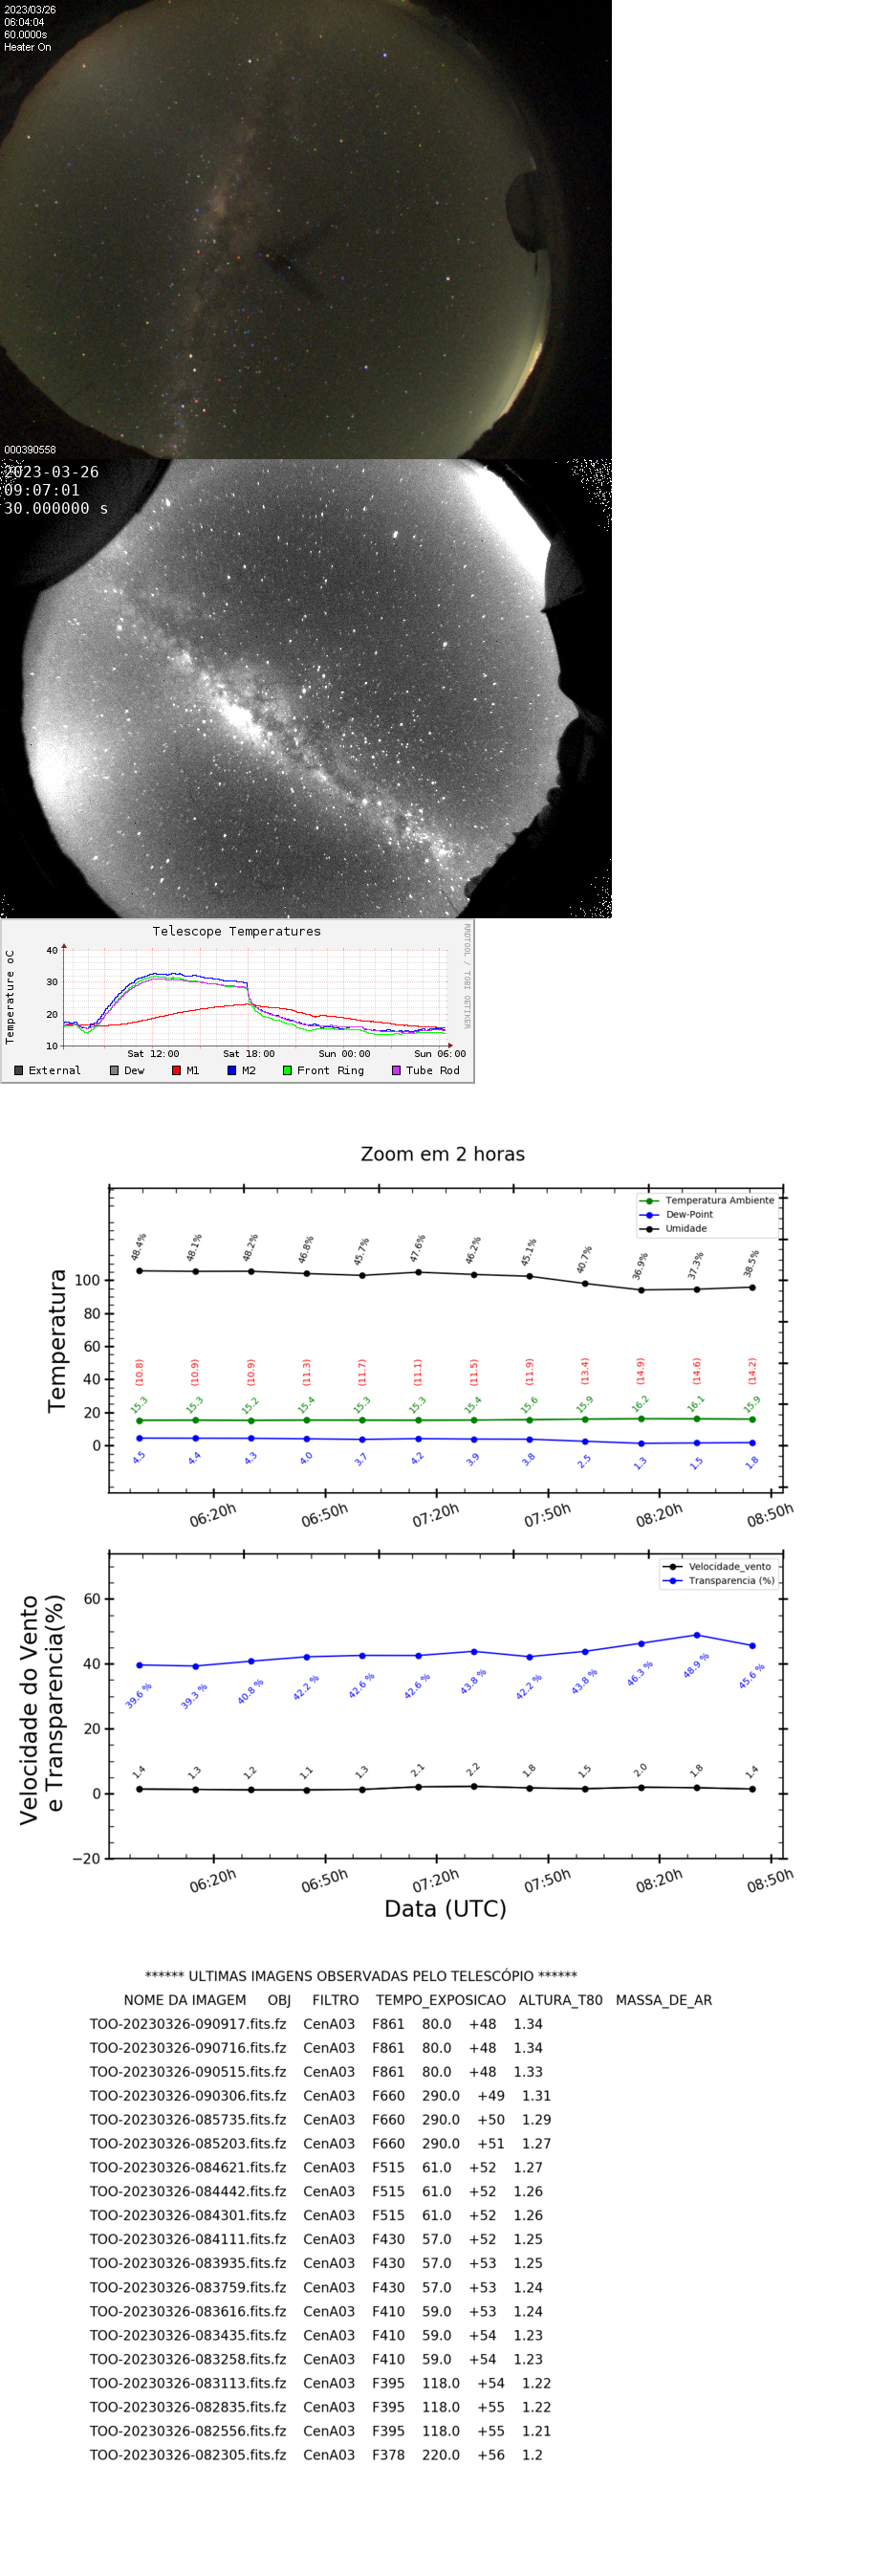 2023/03/26
06:04:04
60.0000s
Heater On
000390558
2023-03-26
09:07:01
30.000000 s
Telescope Temperatures
RRDTOOL / TOBI OETIKER
Temperature oC
40
30
20
10
Sat 12:00 Sat 18:00 Sun 00:00 Sun 06:00
External Dew M1 M2 Front Ring Tube Rod
Zoom em 2 horas
Temperatura Ambiente
Dew-Point
Umidade
Temperatura
100
80
60
40
20
0
48.4% 48.1% 48.2% 46.8% 45.7% 47.6% 46.2% 45.1% 40.7% 36.9% 37.3% 38.5%
(10.8) (10.9) (10.9) (11.3) (11.7) (11.1) (11.5) (11.9) (13.4) (14.9) (14.6) (14.2)
15.3 15.3 15.2 15.4 15.3 15.3 15.4 15.6 15.9 16.2 16.1 15.9
4.5 4.4 4.3 4.0 3.7 4.2 3.9 3.8 2.5 1.3 1.5 1.8
06:20h 06:50h 07:20h 07:50h 08:20h 08:50h
Velocidade_vento
Transparencia (%)
Velocidade do Vento
e Transparencia(%)
60
40
20
0
−20
39.6 % 39.3 % 40.8 % 42.2 % 42.6 % 42.6 % 43.8 % 42.2 % 43.8 % 46.3 % 48.9 % 45.6 %
1.4 1.3 1.2 1.1 1.3 2.1 2.2 1.8 1.5 2.0 1.8 1.4
06:20h 06:50h 07:20h 07:50h 08:20h 08:50h
Data (UTC)
****** ULTIMAS IMAGENS OBSERVADAS PELO TELESCÓPIO ******
NOME DA IMAGEM OBJ FILTRO TEMPO_EXPOSICAO ALTURA_T80 MASSA_DE_AR
TOO-20230326-090917.fits.fz CenA03 F861 80.0 +48 1.34
TOO-20230326-090716.fits.fz CenA03 F861 80.0 +48 1.34
TOO-20230326-090515.fits.fz CenA03 F861 80.0 +48 1.33
TOO-20230326-090306.fits.fz CenA03 F660 290.0 +49 1.31
TOO-20230326-085735.fits.fz CenA03 F660 290.0 +50 1.29
TOO-20230326-085203.fits.fz CenA03 F660 290.0 +51 1.27
TOO-20230326-084621.fits.fz CenA03 F515 61.0 +52 1.27
TOO-20230326-084442.fits.fz CenA03 F515 61.0 +52 1.26
TOO-20230326-084301.fits.fz CenA03 F515 61.0 +52 1.26
TOO-20230326-084111.fits.fz CenA03 F430 57.0 +52 1.25
TOO-20230326-083935.fits.fz CenA03 F430 57.0 +53 1.25
TOO-20230326-083759.fits.fz CenA03 F430 57.0 +53 1.24
TOO-20230326-083616.fits.fz CenA03 F410 59.0 +53 1.24
TOO-20230326-083435.fits.fz CenA03 F410 59.0 +54 1.23
TOO-20230326-083258.fits.fz CenA03 F410 59.0 +54 1.23
TOO-20230326-083113.fits.fz CenA03 F395 118.0 +54 1.22
TOO-20230326-082835.fits.fz CenA03 F395 118.0 +55 1.22
TOO-20230326-082556.fits.fz CenA03 F395 118.0 +55 1.21
TOO-20230326-082305.fits.fz CenA03 F378 220.0 +56 1.2